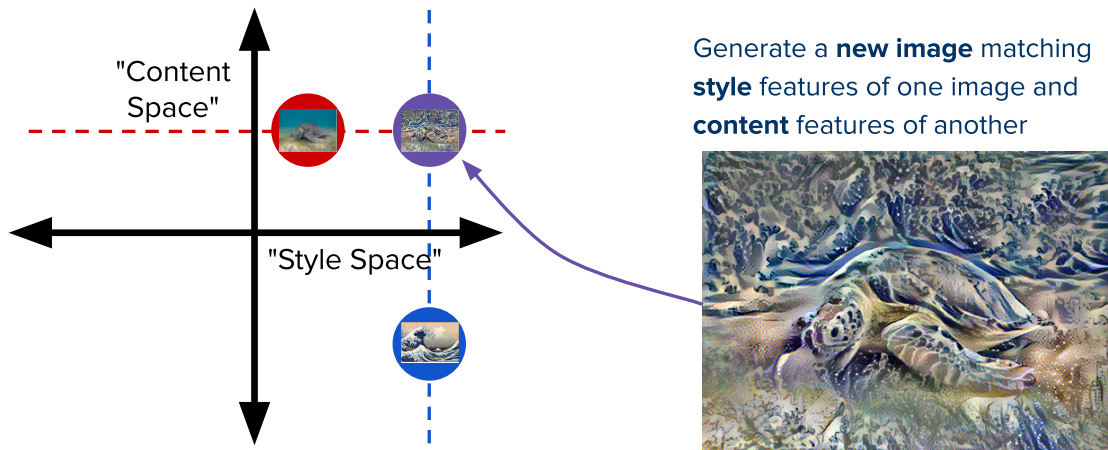 "Content
Space"
"Style Space"
Generate a new image matching
style features of one image and
content features of another